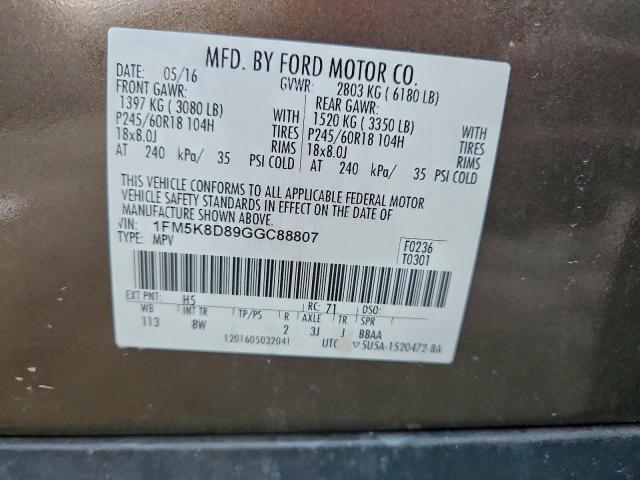 MFD. BY FORD MOTOR CO.
DATE: 05/16 GVWR: 2803 KG ( 6180 LB)
FRONT GAWR: REAR GAWR:
1397 KG ( 3080 LB) WITH 1520 KG ( 3350 LB) WITH
P245/60R18 104H TIRES P245/60R18 104H TIRES
18x8.0J RIMS 18x8.0J RIMS
AT 240 kPa/ 35 PSI COLD AT 240 kPa/ 35 PSI COLD
THIS VEHICLE CONFORMS TO ALL APPLICABLE FEDERAL MOTOR
VEHICLE SAFETY STANDARDS IN EFFECT ON THE DATE OF
MANUFACTURE SHOWN ABOVE.
VIN: 1FM5K8D89GGC88807 F0236
TYPE: MPV T0301
EXT PNT: H5 RC: 71 DSO:
WB INT TR TP/PS R AXLE TR SPR
113 8W 2 3J J BBAA
1201605032041 UTC ▽5U5A-1520472-BA